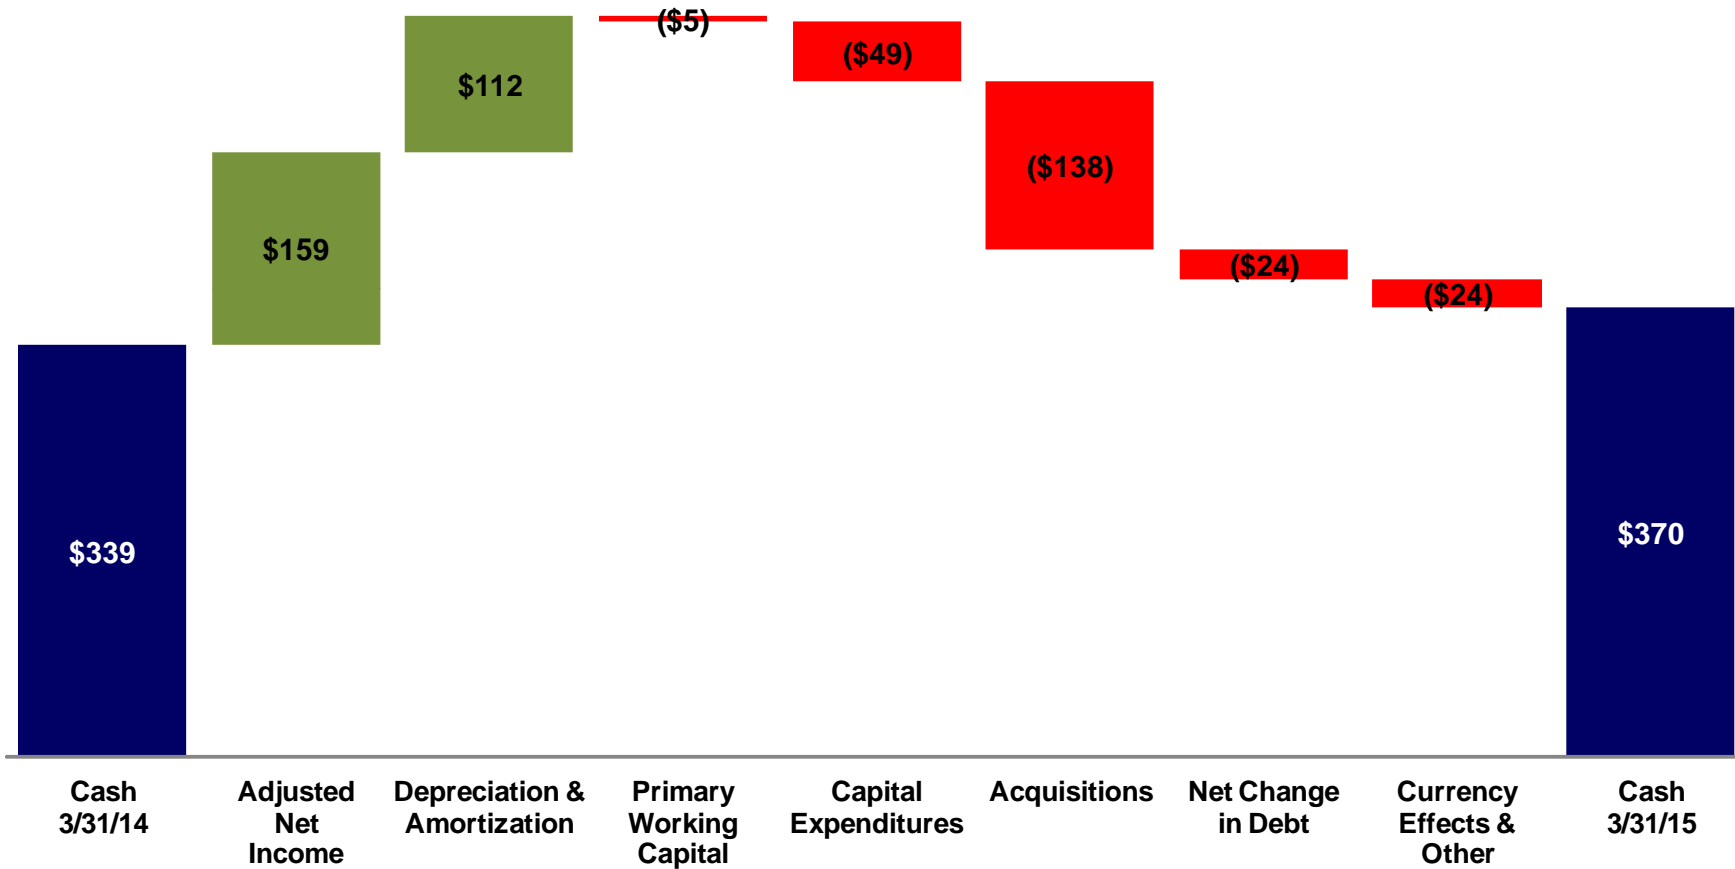 ($5)
($49)
$112
($138)
$159
($24)
($24)
$339
$370
Cash
3/31/14
Adjusted
Net
Income
Depreciation &
Amortization
Primary
Working
Capital
Capital
Expenditures
Acquisitions
Net Change
in Debt
Currency
Effects &
Other
Cash
3/31/15